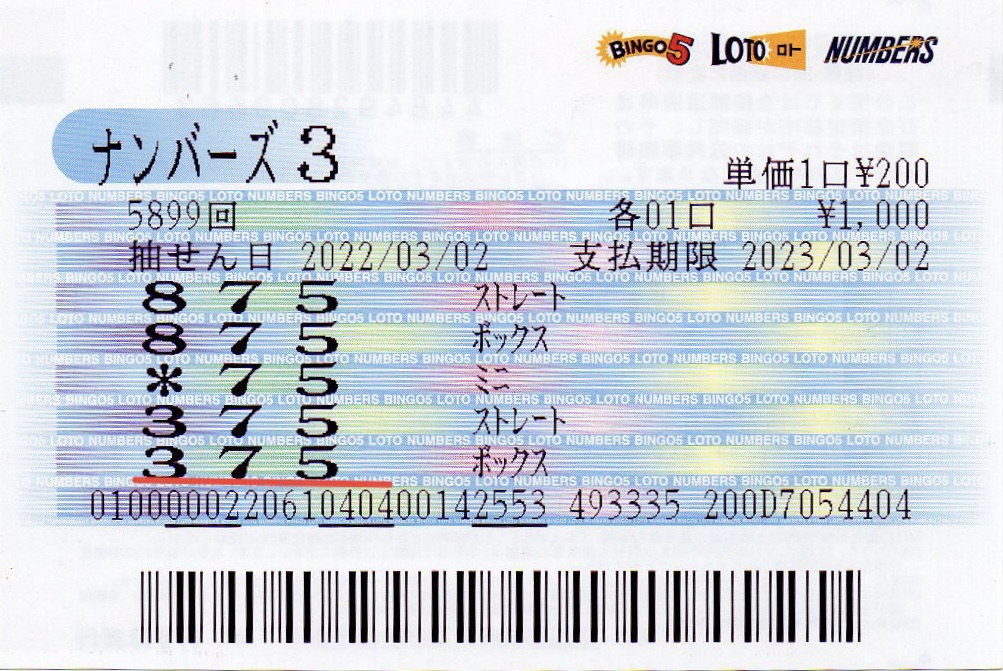 BINGO5 LOTO ロト NUMBERS
ナンバーズ 3
単価1口¥200
5899回 各01口 ¥1,000
抽せん日 2022/03/02 支払期限 2023/03/02
8 7 5 ストレート
8 7 5 ボックス
* 7 5 ミニ
3 7 5 ストレート
3 7 5 ボックス
010000022061040400142553 493335 200D7054404